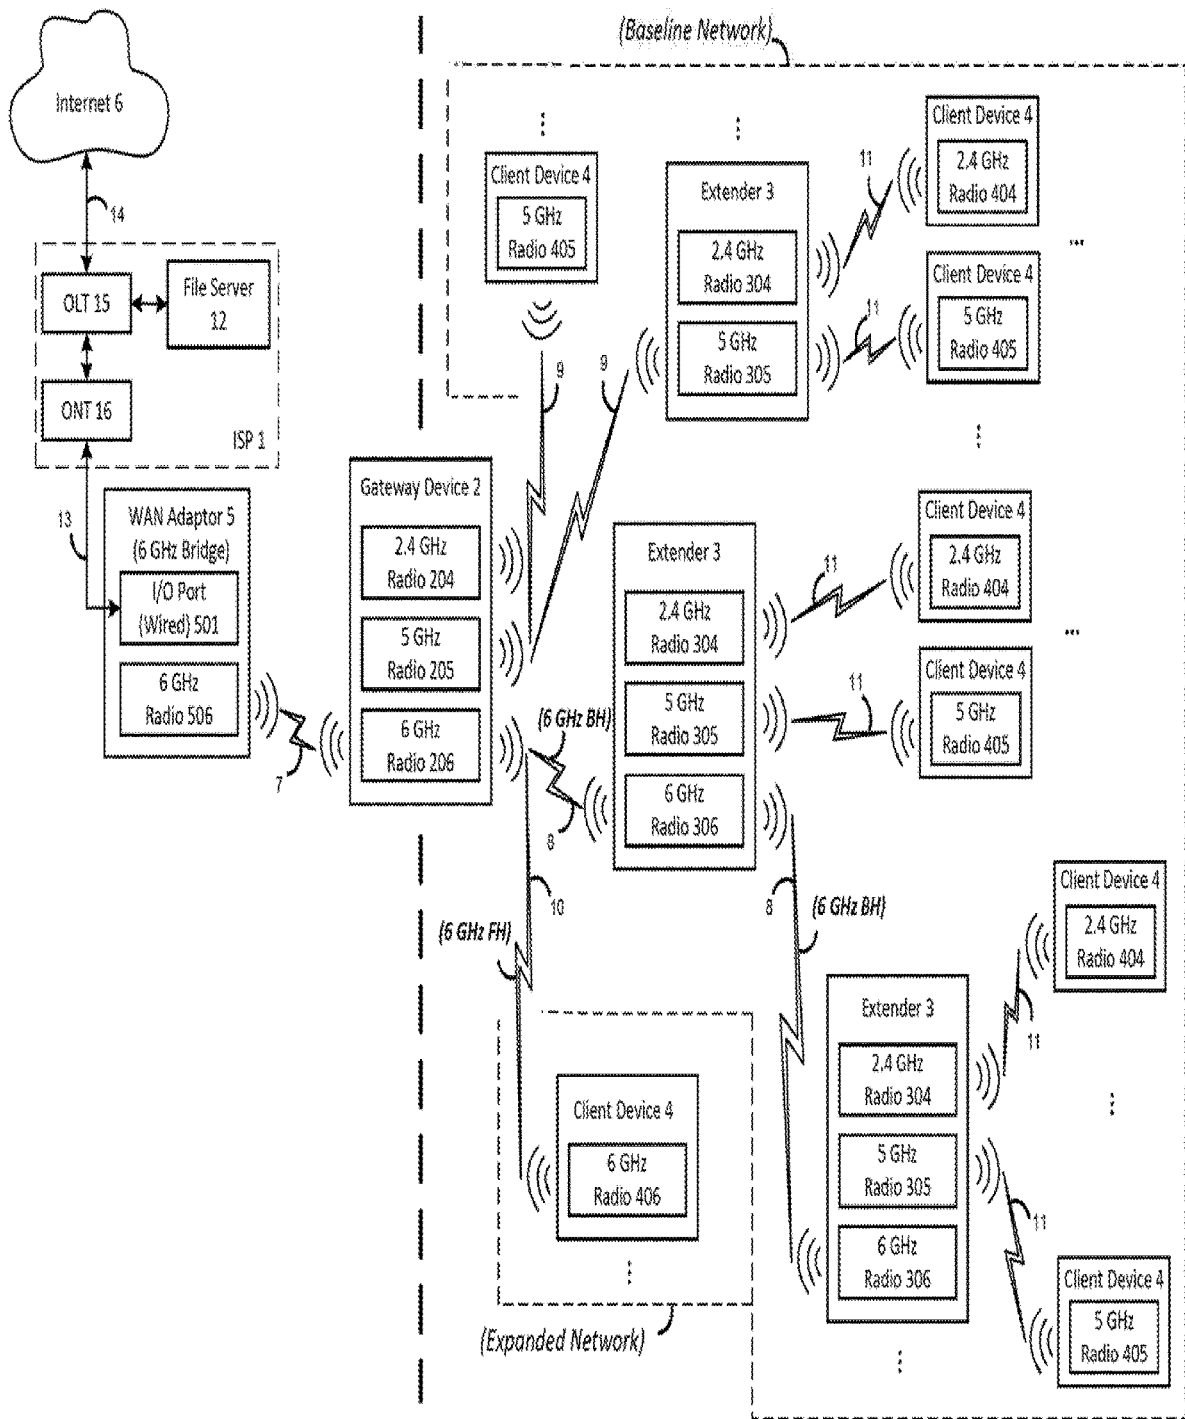 (Baseline Network)
Internet 6
14
OLT 15
File Server
12
ONT 16
ISP 1
13
WAN Adaptor 5
(6 GHz Bridge)
I/O Port
(Wired) 501
6 GHz
Radio 506
7
Gateway Device 2
2.4 GHz
Radio 204
5 GHz
Radio 205
6 GHz
Radio 206
Client Device 4
5 GHz
Radio 405
9
9
Extender 3
2.4 GHz
Radio 304
5 GHz
Radio 305
11
11
Client Device 4
2.4 GHz
Radio 404
Client Device 4
5 GHz
Radio 405
Extender 3
2.4 GHz
Radio 304
5 GHz
Radio 305
6 GHz
Radio 306
(6 GHz BH)
8
11
11
Client Device 4
2.4 GHz
Radio 404
Client Device 4
5 GHz
Radio 405
10
(6 GHz FH)
8
(6 GHz BH)
Client Device 4
6 GHz
Radio 406
(Expanded Network)
Extender 3
2.4 GHz
Radio 304
5 GHz
Radio 305
6 GHz
Radio 306
11
11
Client Device 4
2.4 GHz
Radio 404
Client Device 4
5 GHz
Radio 405